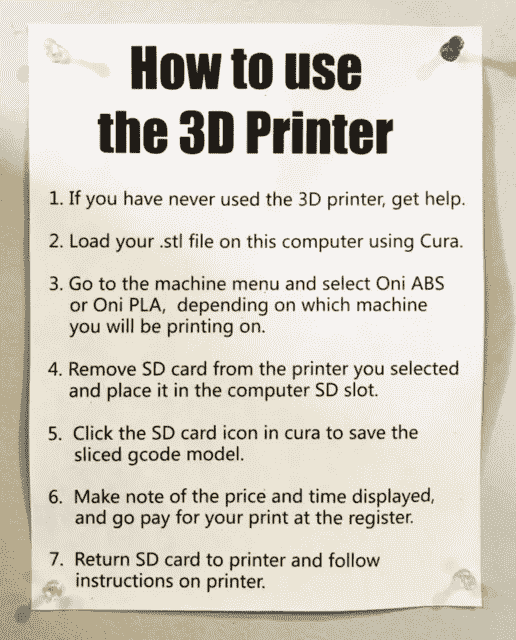 How to use
the 3D Printer
1. If you have never used the 3D printer, get help.
2. Load your .stl file on this computer using Cura.
3. Go to the machine menu and select Oni ABS
or Oni PLA, depending on which machine
you will be printing on.
4. Remove SD card from the printer you selected
and place it in the computer SD slot.
5. Click the SD card icon in cura to save the
sliced gcode model.
6. Make note of the price and time displayed,
and go pay for your print at the register.
7. Return SD card to printer and follow
instructions on printer.